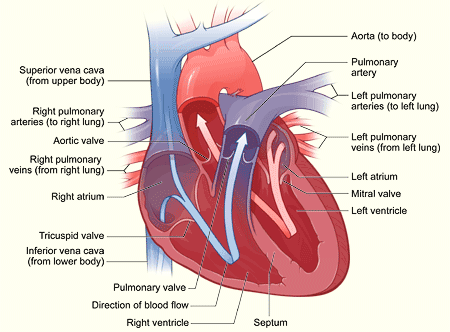 Aorta (to body)
Pulmonary
artery
Superior vena cava
(from upper body)
Left pulmonary
arteries (to left lung)
Right pulmonary
arteries (to right lung)
Aortic valve
Left pulmonary
veins (from left lung)
Right pulmonary
veins (from right lung)
Left atrium
Right atrium
Mitral valve
Left ventricle
Tricuspid valve
Inferior vena cava
(from lower body)
Pulmonary valve
Direction of blood flow
Right ventricle
Septum